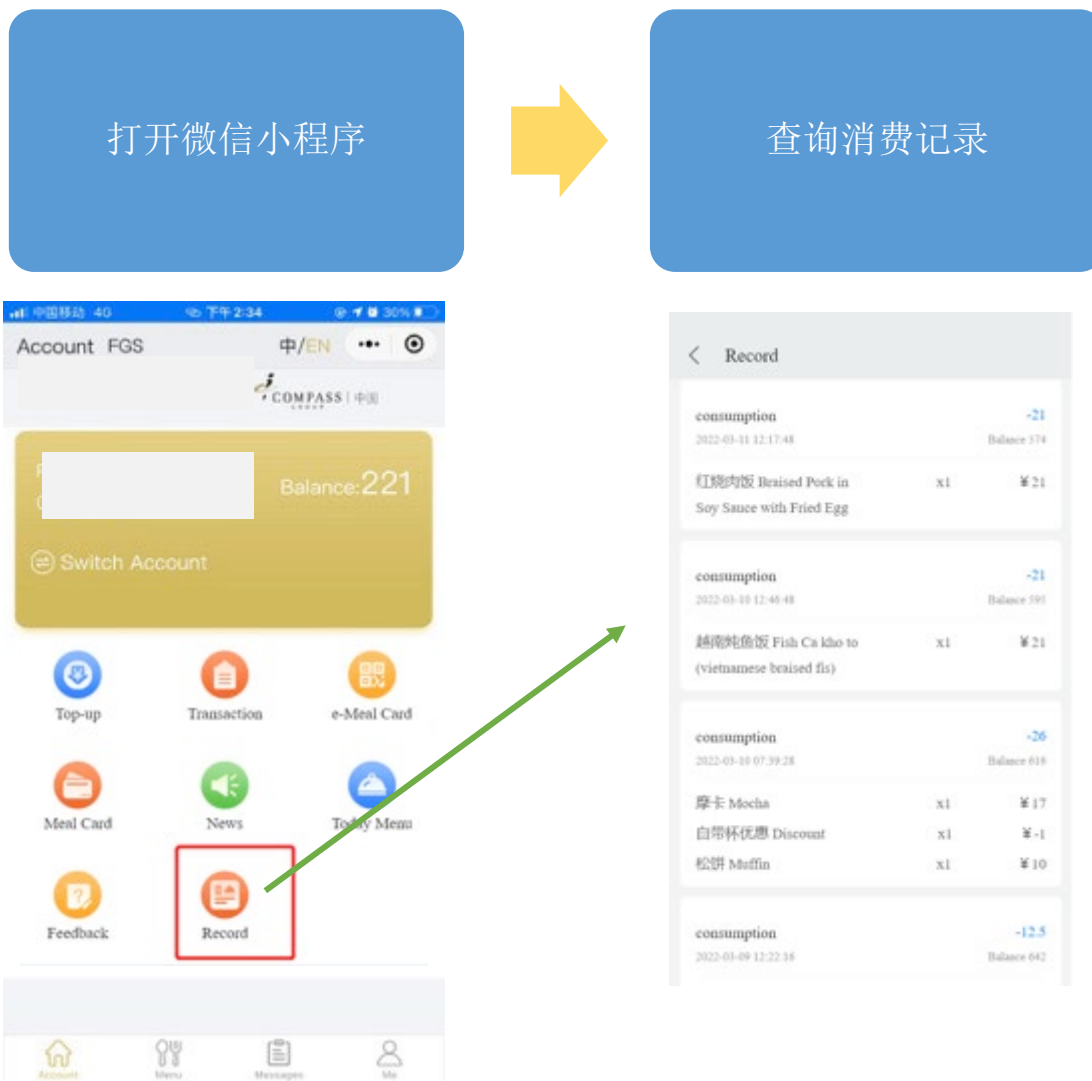 打开微信小程序
查询消费记录
中国移动 4G 下午 2:34 30%
Account FGS 中/EN
COMPASS 中国
Balance:221
Switch Account
Top-up Transaction e-Meal Card
Meal Card News Today Menu
Feedback Record
Account Menu Messages Me
Record
consumption -21
2022-03-11 12:17:48 Balance 574
红烧肉饭 Braised Pork in x1 ¥21
Soy Sauce with Fried Egg
consumption -21
2022-03-10 12:46:48 Balance 595
越南炖鱼饭 Fish Ca kho to x1 ¥21
(vietnamese braised fis)
consumption -26
2022-03-10 07:39:28 Balance 616
摩卡 Mocha x1 ¥17
自带杯优惠 Discount x1 ¥-1
松饼 Muffin x1 ¥10
consumption -12.5
2022-03-09 12:22:16 Balance 642